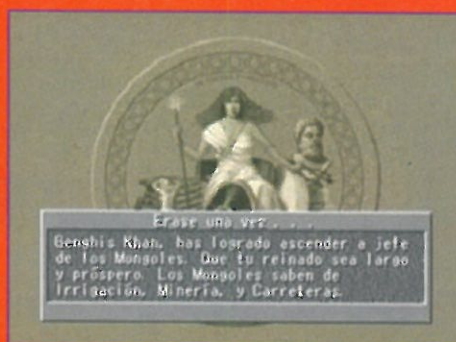 Erase una vez . . .
Genghis Khan, has logrado ascender a jefe
de los Mongoles. Que tu reinado sea largo
y próspero. Los Mongoles saben de
Irrigación, Minería, y Carreteras.